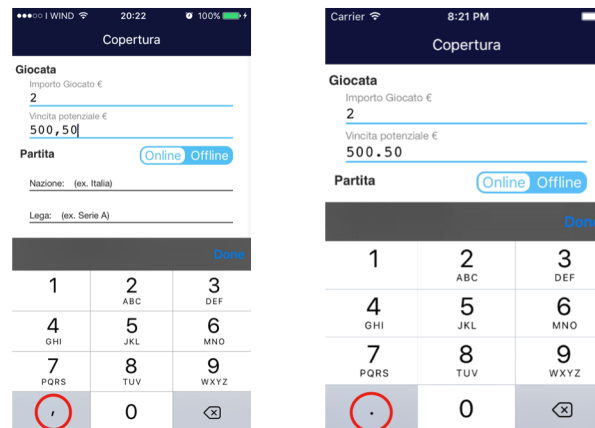 WIND 20:22 100%
Copertura
Giocata
Importo Giocato €
2
Vincita potenziale €
500,50
Partita Online Offline
Nazione: (ex. Italia)
Lega: (ex. Serie A)
Done
1 2 3
ABC DEF
4 5 6
GHI JKL MNO
7 8 9
PQRS TUV WXYZ
, 0
Carrier 8:21 PM
Copertura
Giocata
Importo Giocato €
2
Vincita potenziale €
500.50
Partita Online Offline
Done
1 2 3
ABC DEF
4 5 6
GHI JKL MNO
7 8 9
PQRS TUV WXYZ
. 0